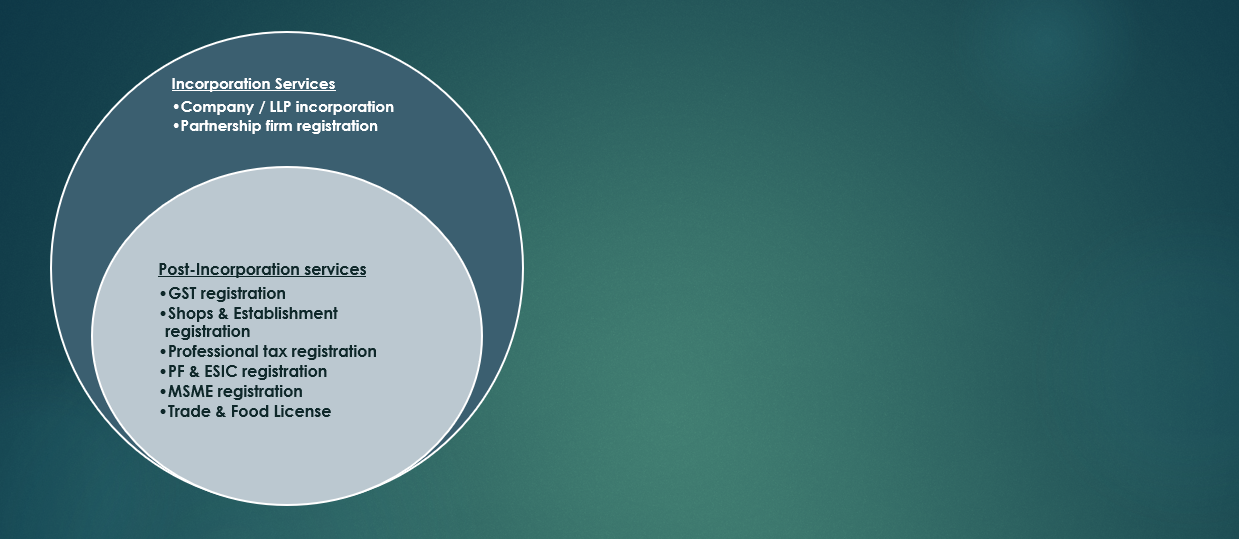 Incorporation Services
•Company / LLP incorporation
•Partnership firm registration
Post-Incorporation services
•GST registration
•Shops & Establishment
registration
•Professional tax registration
•PF & ESIC registration
•MSME registration
•Trade & Food License